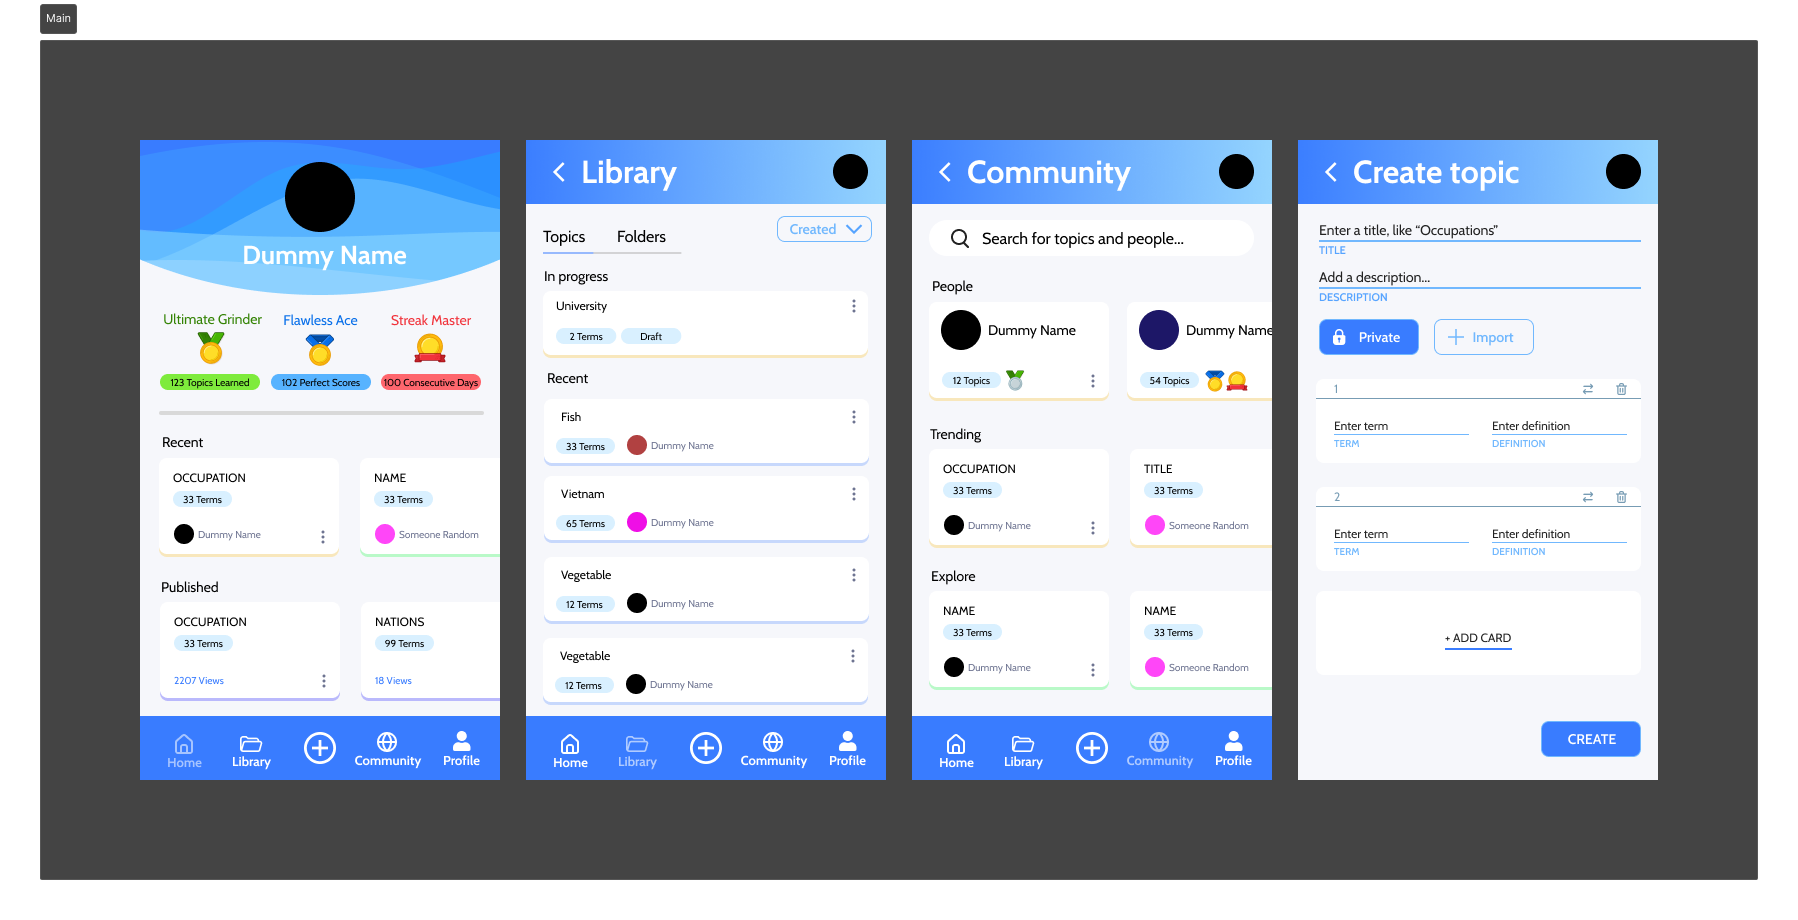 Main
Dummy Name
Ultimate Grinder
Flawless Ace
Streak Master
123 Topics Learned
102 Perfect Scores
100 Consecutive Days
Recent
OCCUPATION
33 Terms
Dummy Name
NAME
33 Terms
Someone Random
Published
OCCUPATION
33 Terms
2207 Views
NATIONS
99 Terms
18 Views
Home
Library
Community
Profile
Library
Topics
Folders
Created
In progress
University
2 Terms
Draft
Recent
Fish
33 Terms
Dummy Name
Vietnam
65 Terms
Dummy Name
Vegetable
12 Terms
Dummy Name
Vegetable
12 Terms
Dummy Name
Home
Library
Community
Profile
Community
Search for topics and people...
People
Dummy Name
12 Topics
Dummy Name
54 Topics
Trending
OCCUPATION
33 Terms
Dummy Name
TITLE
33 Terms
Someone Random
Explore
NAME
33 Terms
Dummy Name
NAME
33 Terms
Someone Random
Home
Library
Community
Profile
Create topic
Enter a title, like “Occupations”
TITLE
Add a description...
DESCRIPTION
Private
Import
1
Enter term
TERM
Enter definition
DEFINITION
2
Enter term
TERM
Enter definition
DEFINITION
+ ADD CARD
CREATE